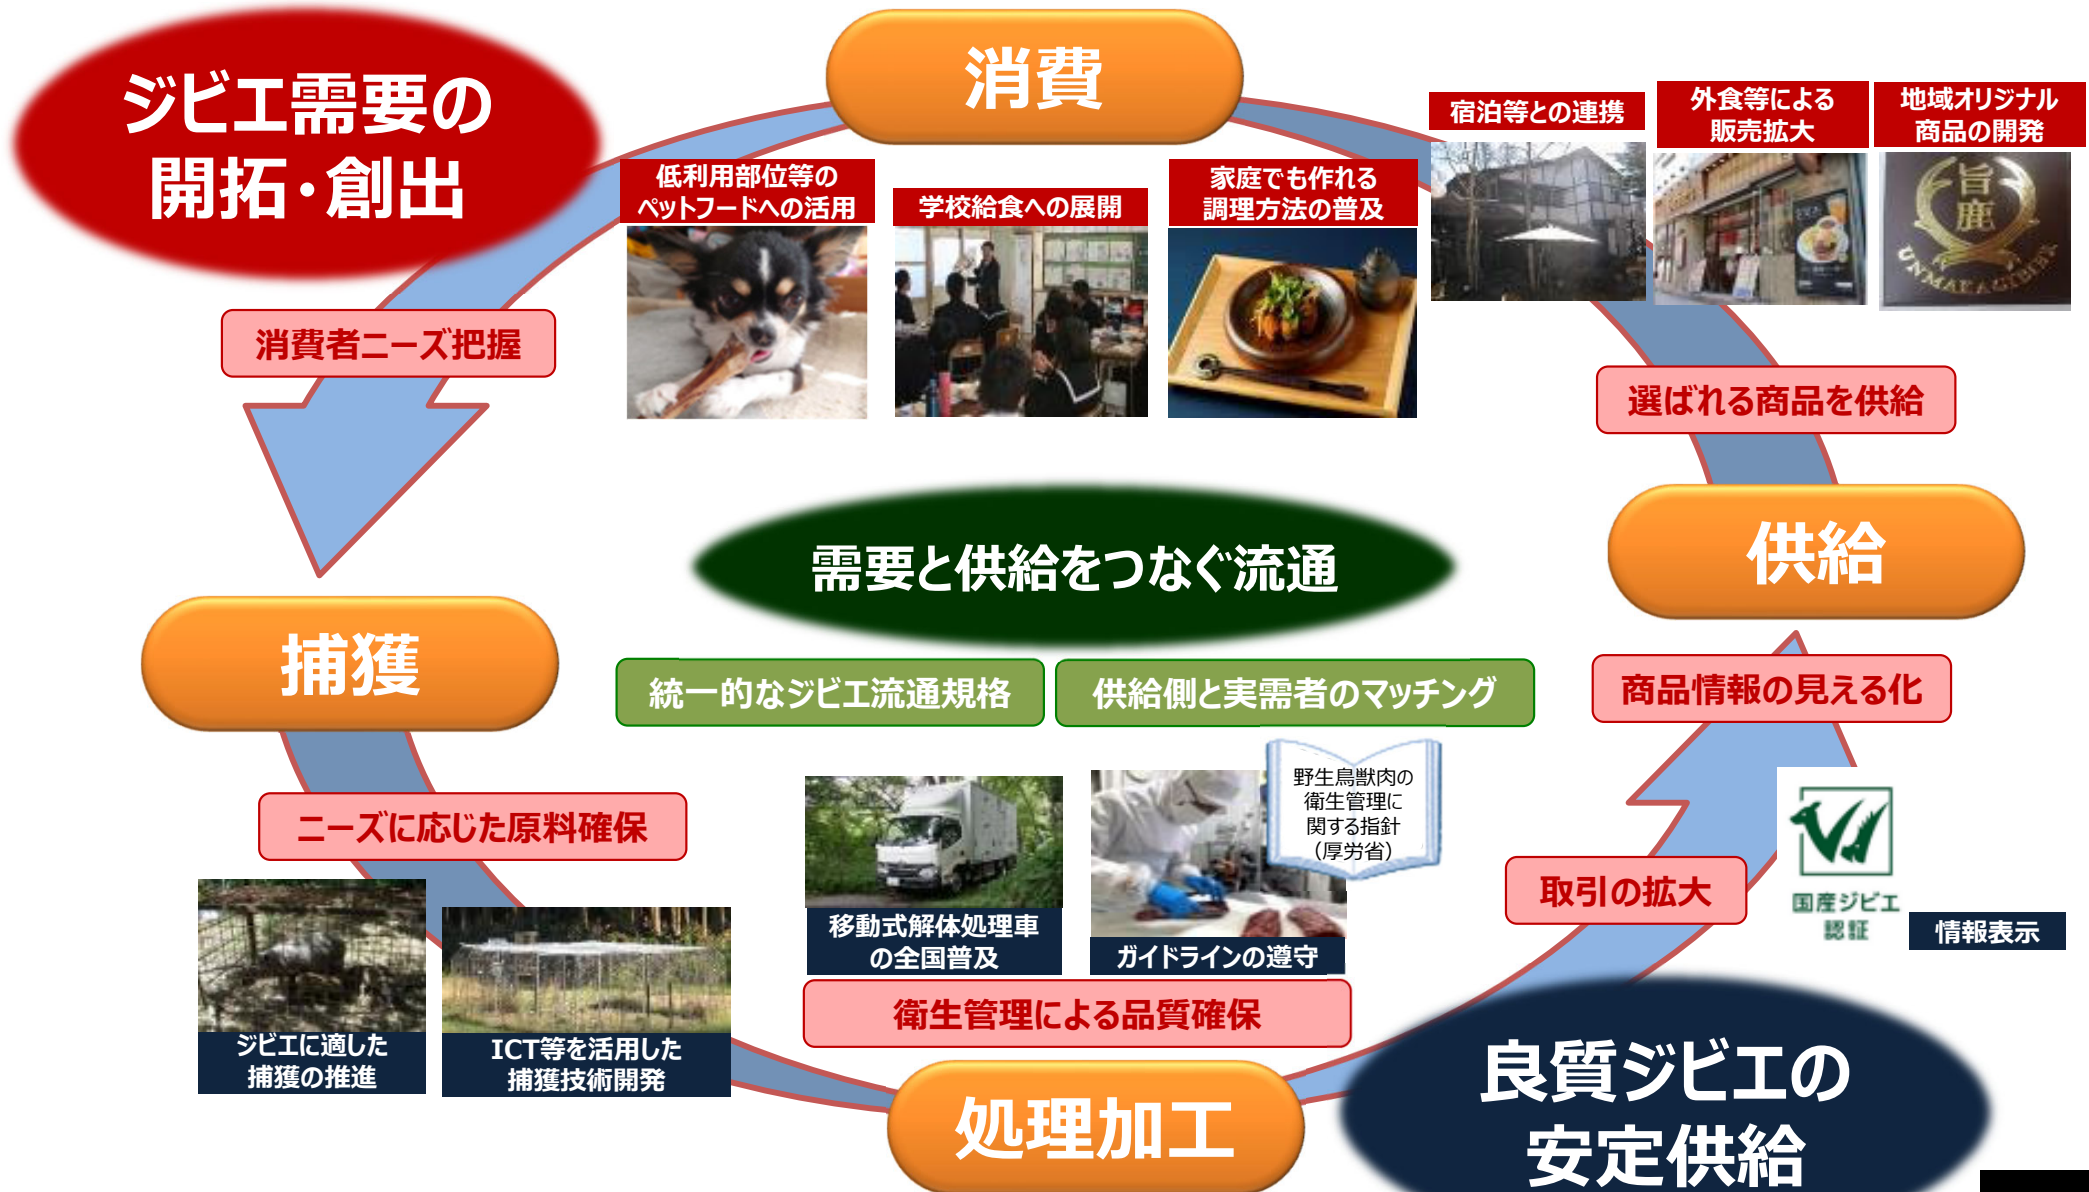 ジビエ需要の
開拓・創出
消費
宿泊等との連携
外食等による
販売拡大
地域オリジナル
商品の開発
低利用部位等の
ペットフードへの活用
学校給食への展開
家庭でも作れる
調理方法の普及
旨
鹿
UNMAKAGIBIER
消費者ニーズ把握
選ばれる商品を供給
需要と供給をつなぐ流通
供給
捕獲
統一的なジビエ流通規格
供給側と実需者のマッチング
商品情報の見える化
野生鳥獣肉の
衛生管理に
関する指針
（厚労省）
ニーズに応じた原料確保
取引の拡大
国産ジビエ
認証
情報表示
移動式解体処理車
の全国普及
ガイドラインの遵守
衛生管理による品質確保
ジビエに適した
捕獲の推進
ICT等を活用した
捕獲技術開発
処理加工
良質ジビエの
安定供給